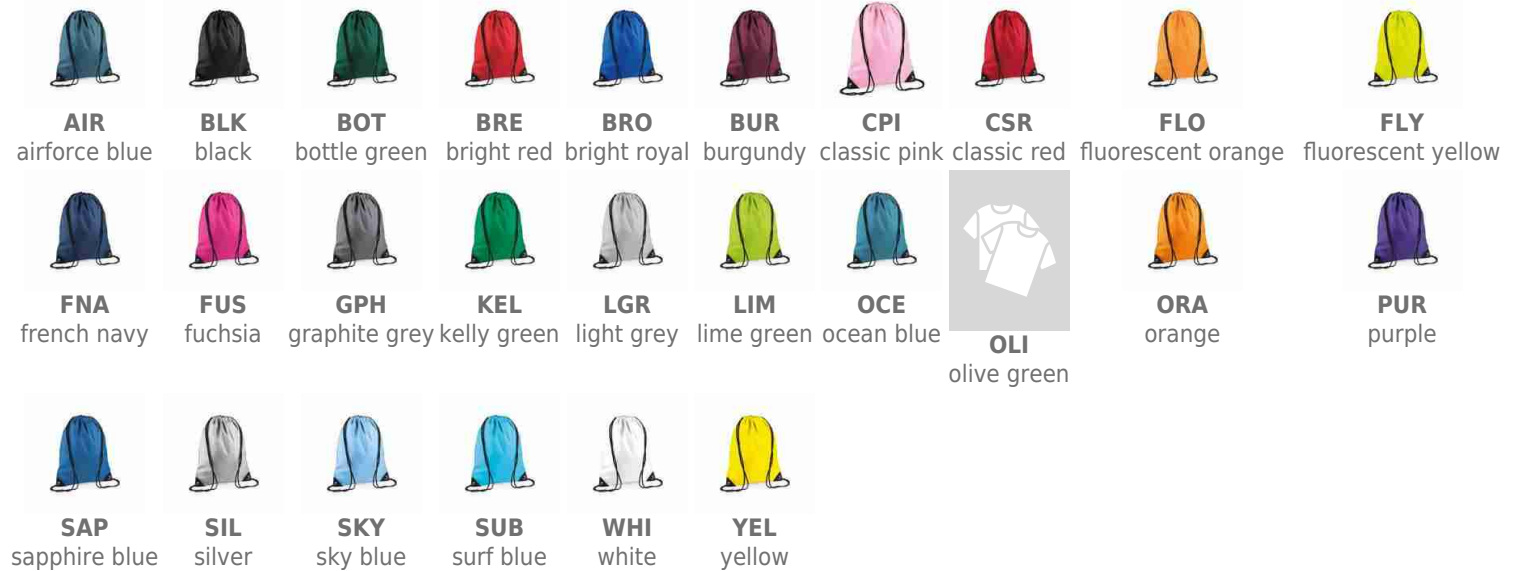 AIR BLK BOT BRE BRO BUR CPI CSR FLO FLY
airforce blue black bottle green bright red bright royal burgundy classic pink classic red fluorescent orange fluorescent yellow
FNA FUS GPH KEL LGR LIM OCE ORA PUR
french navy fuchsia graphite grey kelly green light grey lime green ocean blue orange purple
OLI
olive green
SAP SIL SKY SUB WHI YEL
sapphire blue silver sky blue surf blue white yellow